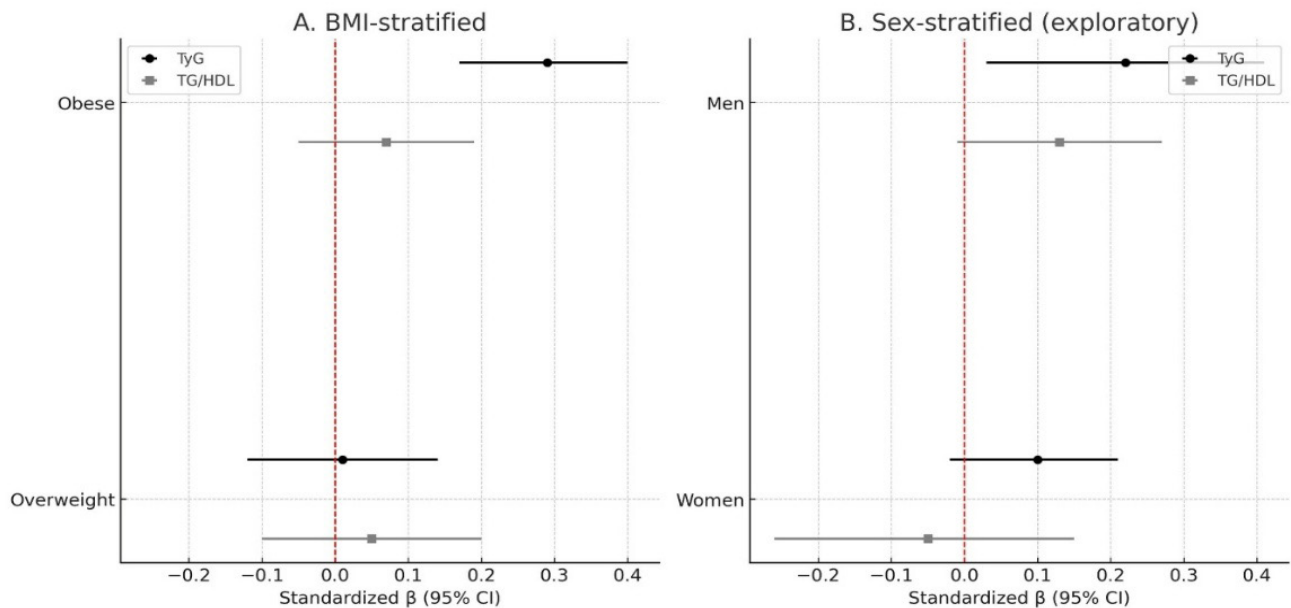 A. BMI-stratified
TyG
TG/HDL
Obese
Overweight
−0.2 −0.1 0.0 0.1 0.2 0.3 0.4
Standardized β (95% CI)
B. Sex-stratified (exploratory)
TyG
TG/HDL
Men
Women
−0.2 −0.1 0.0 0.1 0.2 0.3 0.4
Standardized β (95% CI)